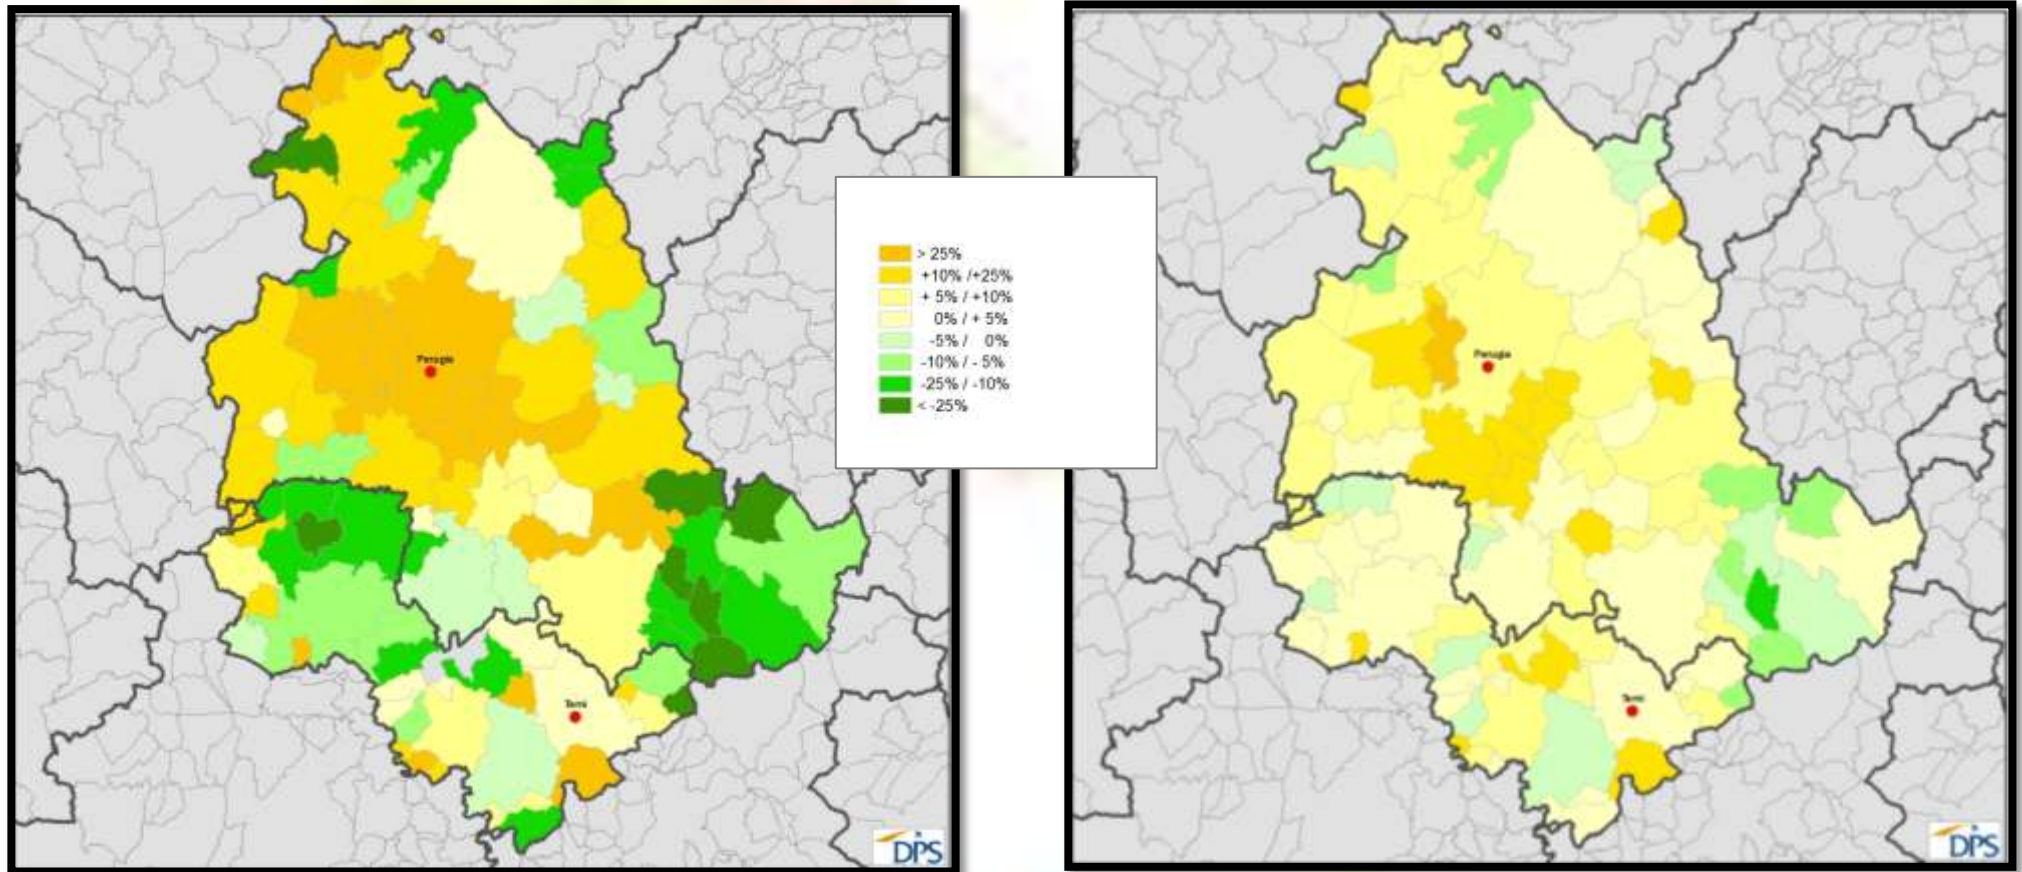 Perugia
Terni
DPS
> 25%
+10% /+25%
+ 5% / +10%
0% / + 5%
-5% / 0%
-10% / - 5%
-25% / -10%
< -25%
Perugia
Terni
DPS